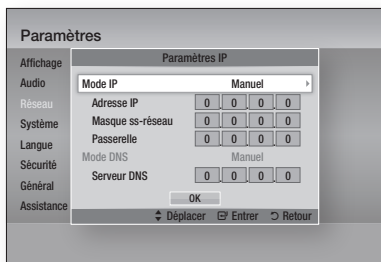 Paramètres
Affichage
Audio
Réseau
Système
Langue
Sécurité
Général
Assistance
Paramètres IP
Mode IP Manuel
Adresse IP 0 . 0 . 0 . 0
Masque ss-réseau 0 . 0 . 0 . 0
Passerelle 0 . 0 . 0 . 0
Mode DNS Manuel
Serveur DNS 0 . 0 . 0 . 0
OK
Déplacer Entrer Retour